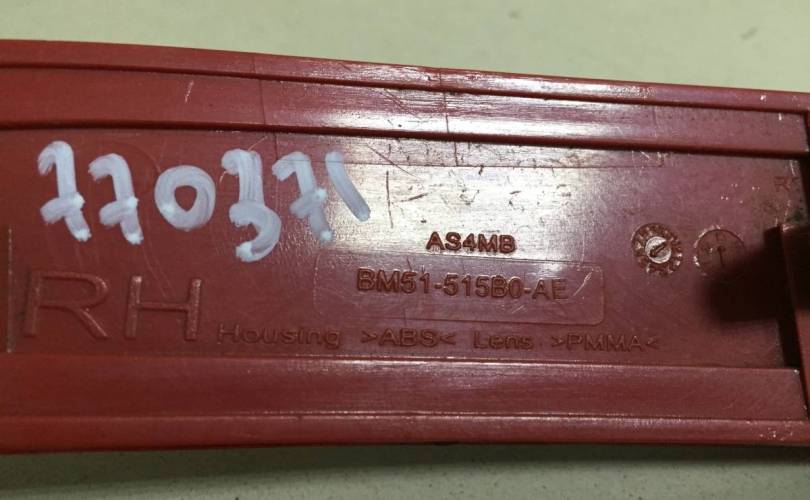 770371
AS4MB
BM51-515B0-AE
RH
Housing >ABS< Lens >PMMA<